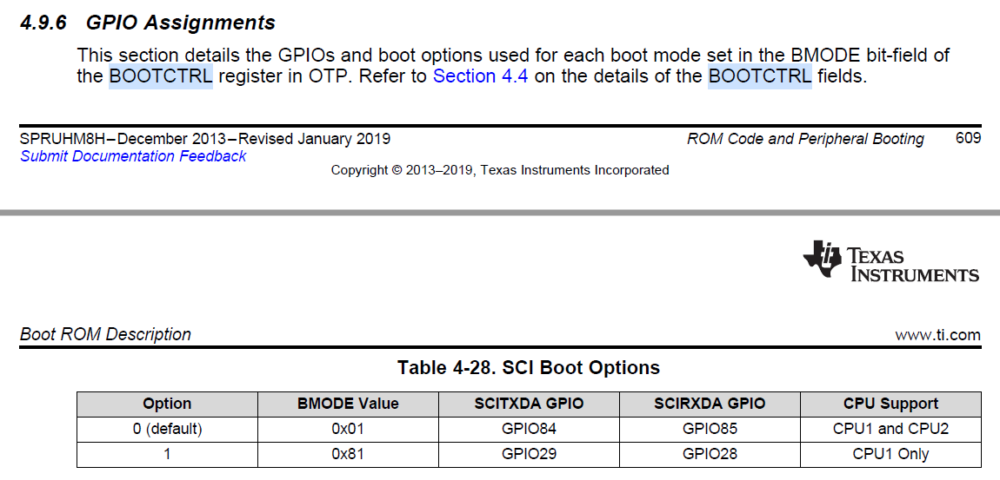 4.9.6 GPIO Assignments
This section details the GPIOs and boot options used for each boot mode set in the BMODE bit-field of
the BOOTCTRL register in OTP. Refer to Section 4.4 on the details of the BOOTCTRL fields.
SPRUHM8H–December 2013–Revised January 2019 ROM Code and Peripheral Booting 609
Submit Documentation Feedback
Copyright © 2013–2019, Texas Instruments Incorporated
TEXAS
INSTRUMENTS
Boot ROM Description www.ti.com
Table 4-28. SCI Boot Options
Option BMODE Value SCITXDA GPIO SCIRXDA GPIO CPU Support
0 (default) 0x01 GPIO84 GPIO85 CPU1 and CPU2
1 0x81 GPIO29 GPIO28 CPU1 Only